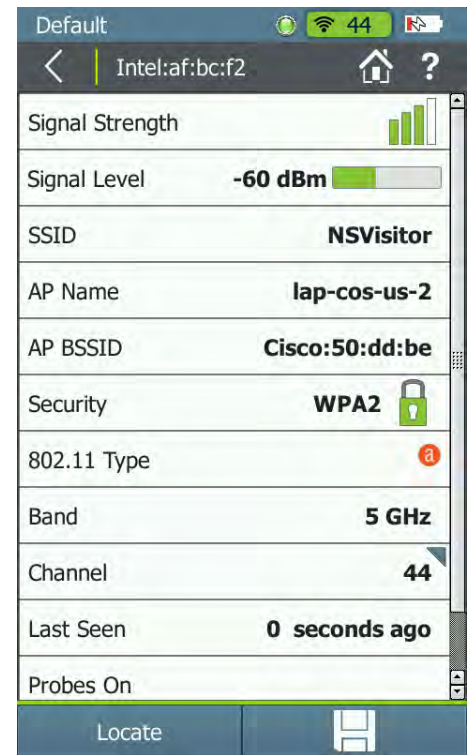 Default 44
Intel:af:bc:f2 ?
Signal Strength
Signal Level -60 dBm
SSID NSVisitor
AP Name lap-cos-us-2
AP BSSID Cisco:50:dd:be
Security WPA2
802.11 Type a
Band 5 GHz
Channel 44
Last Seen 0 seconds ago
Probes On
Locate